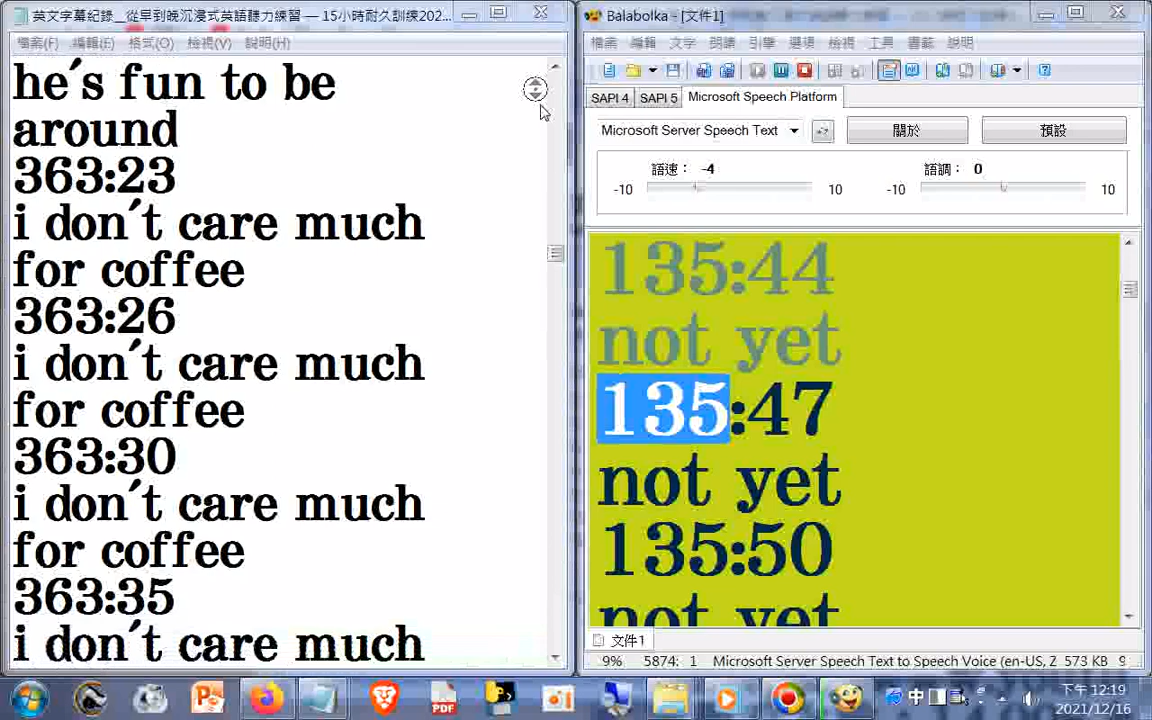 英文字幕紀錄__從早到晚沉浸式英語聽力練習 — 15小時耐久訓練202...
檔案(F) 編輯(E) 格式(O) 檢視(V) 說明(H)
he´s fun to be
around
363:23
i don´t care much
for coffee
363:26
i don´t care much
for coffee
363:30
i don´t care much
for coffee
363:35
i don´t care much
Balabolka - [文件1]
檔案 編輯 文字 朗讀 引擎 選項 檢視 工具 書籤 說明
SAPI 4 SAPI 5 Microsoft Speech Platform
Microsoft Server Speech Text 關於 預設
語速: -4 語調: 0
-10 10 -10 10
135:44
not yet
135:47
not yet
135:50
not yet
文件1
9% 5874: 1 Microsoft Server Speech Text to Speech Voice (en-US, 2 573 KB 9
PDF
中
下午 12:19
2021/12/16